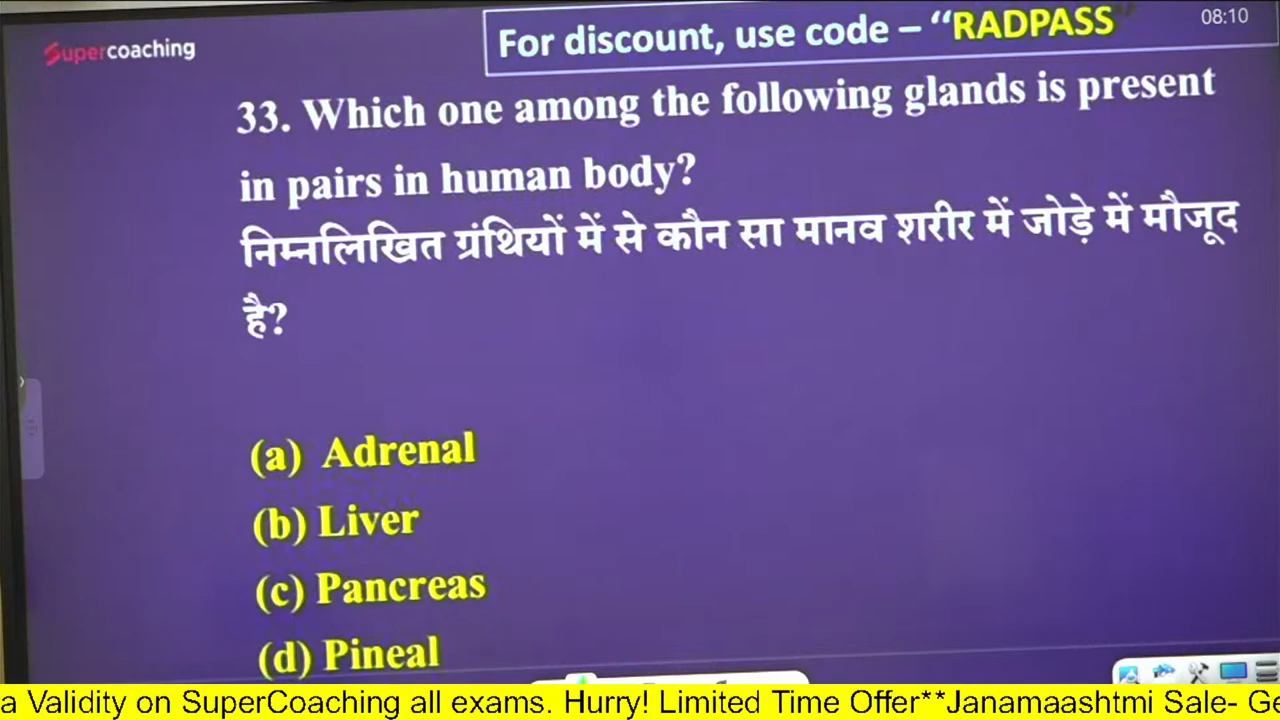 Supercoaching
For discount, use code – “RADPASS”
08:10
33. Which one among the following glands is present
in pairs in human body?
निम्नलिखित ग्रंथियों में से कौन सा मानव शरीर में जोड़े में मौजूद
है?
(a) Adrenal
(b) Liver
(c) Pancreas
(d) Pineal
a Validity on SuperCoaching all exams. Hurry! Limited Time Offer**Janamaashtmi Sale- Ge